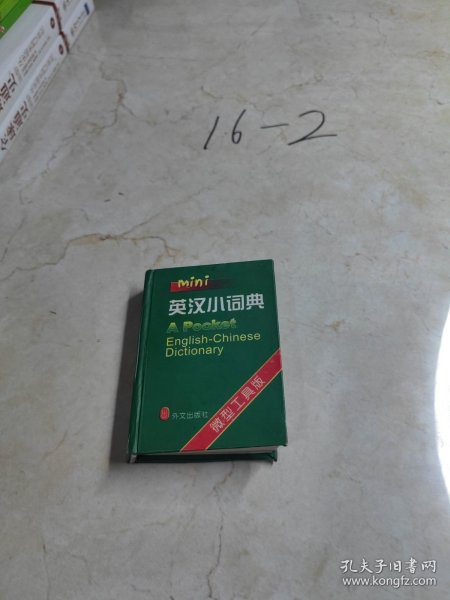 16-2
mini
英汉小词典
A Pocket
English-Chinese
Dictionary
微型工具版
外文出版社
孔夫子旧书网
www.kongfz.com